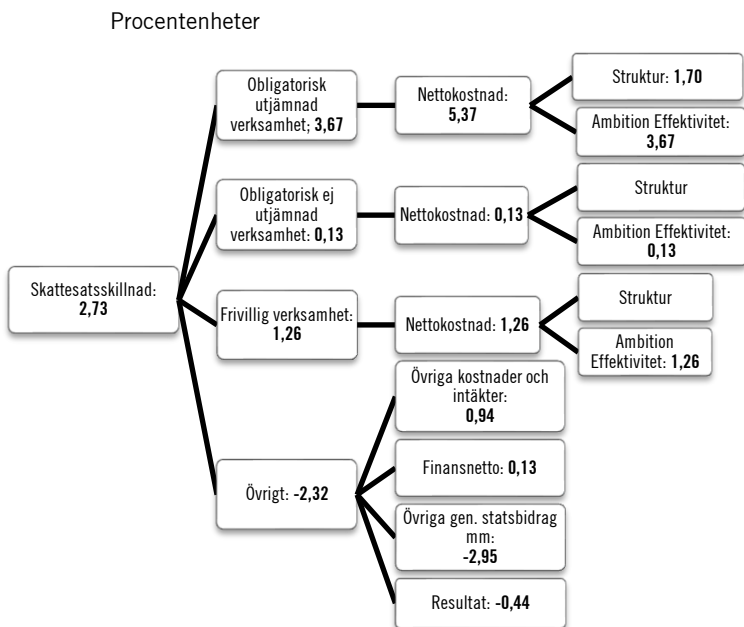 Procentenheter
Obligatorisk
utjämnad
verksamhet; 3,67
Nettokostnad:
5,37
Struktur: 1,70
Ambition Effektivitet:
3,67
Obligatorisk ej
utjämnad
verksamhet: 0,13
Nettokostnad: 0,13
Struktur
Ambition Effektivitet:
0,13
Skattesatsskillnad:
2,73
Frivillig verksamhet:
1,26
Nettokostnad: 1,26
Struktur
Ambition
Effektivitet: 1,26
Övrigt: -2,32
Övriga kostnader och
intäkter:
0,94
Finansnetto: 0,13
Övriga gen. statsbidrag
mm:
-2,95
Resultat: -0,44